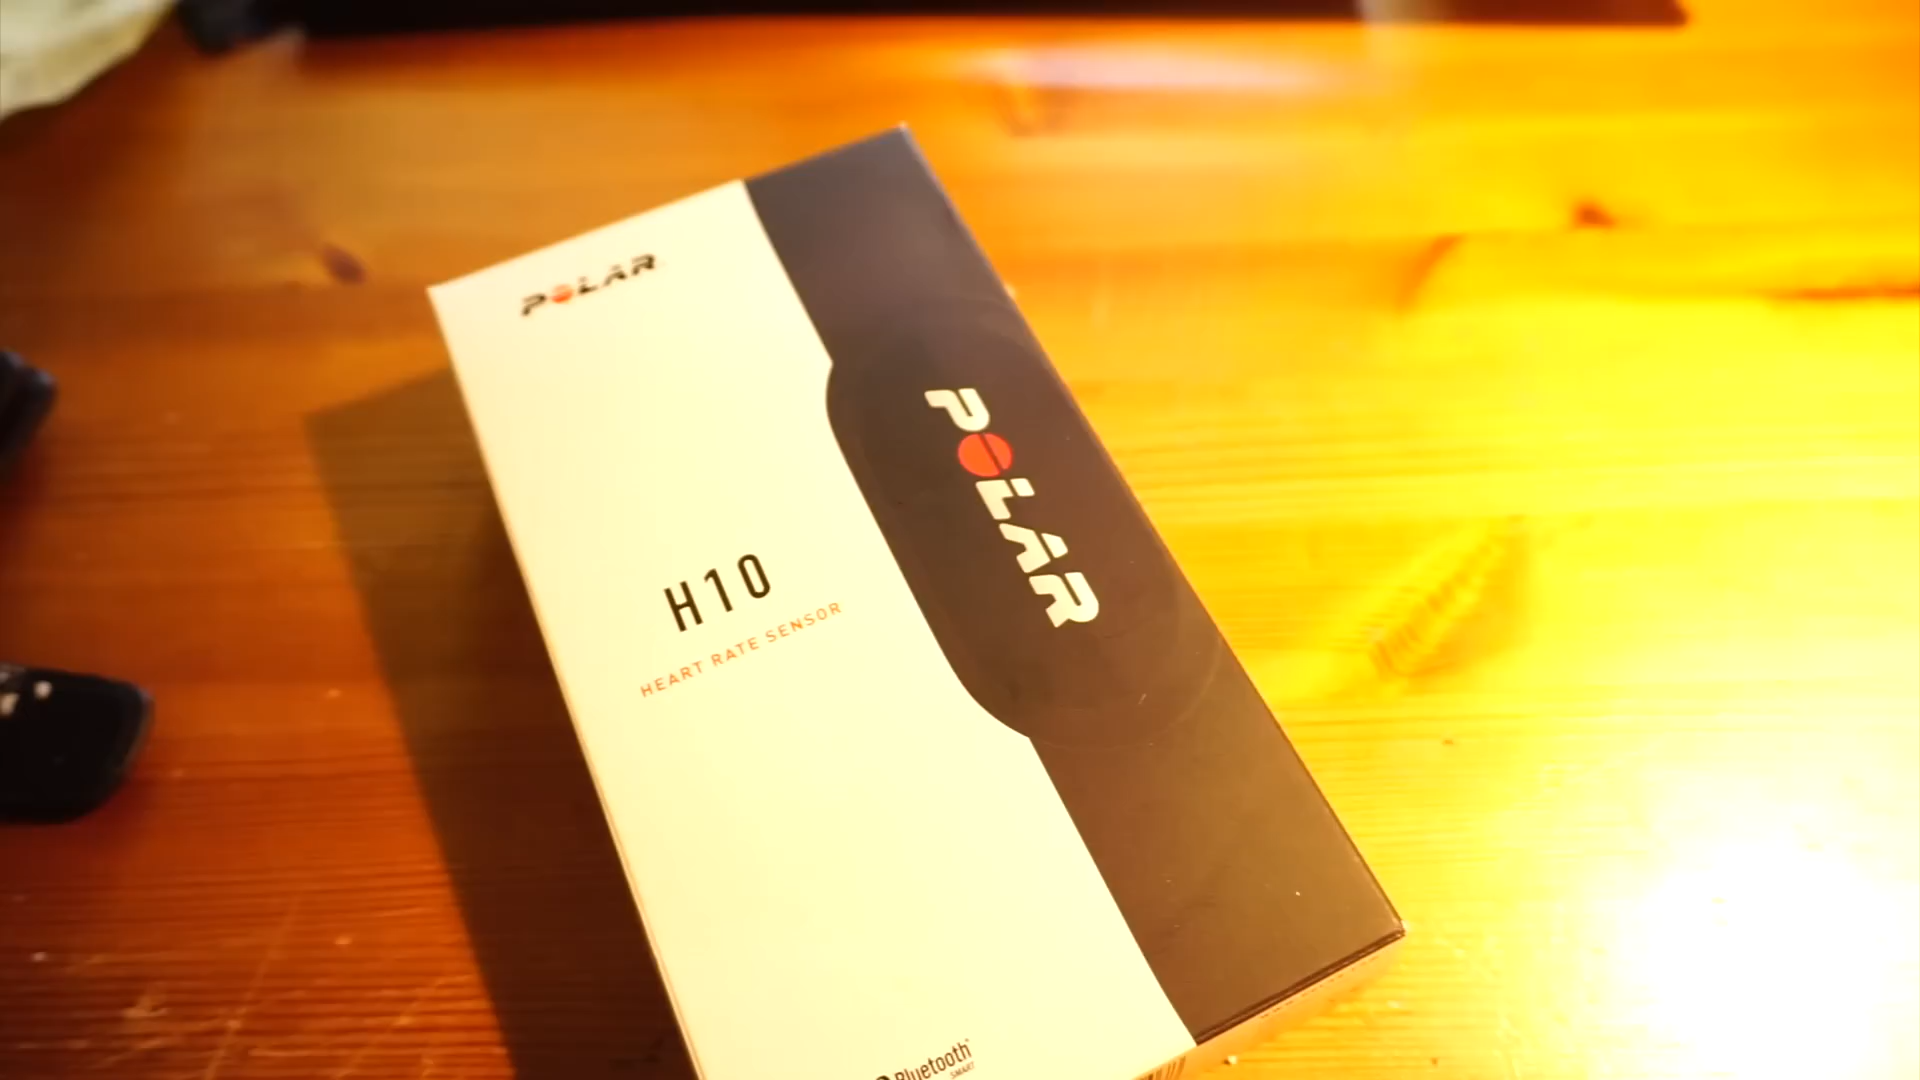 POLAR
POLAR
H10
HEART RATE SENSOR
Bluetooth
SMART